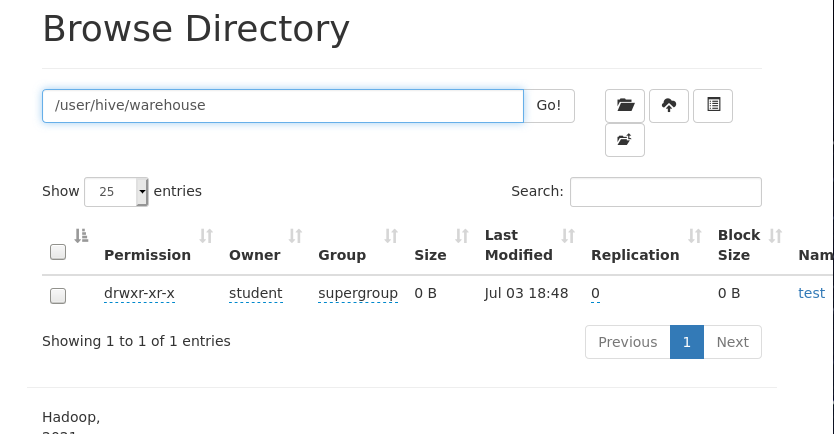 Browse Directory
/user/hive/warehouse Go!
Show 25 entries Search:
Permission Owner Group Size Last Modified Replication Block Size Nam
drwxr-xr-x student supergroup 0 B Jul 03 18:48 0 0 B test
Showing 1 to 1 of 1 entries Previous 1 Next
Hadoop,
2021